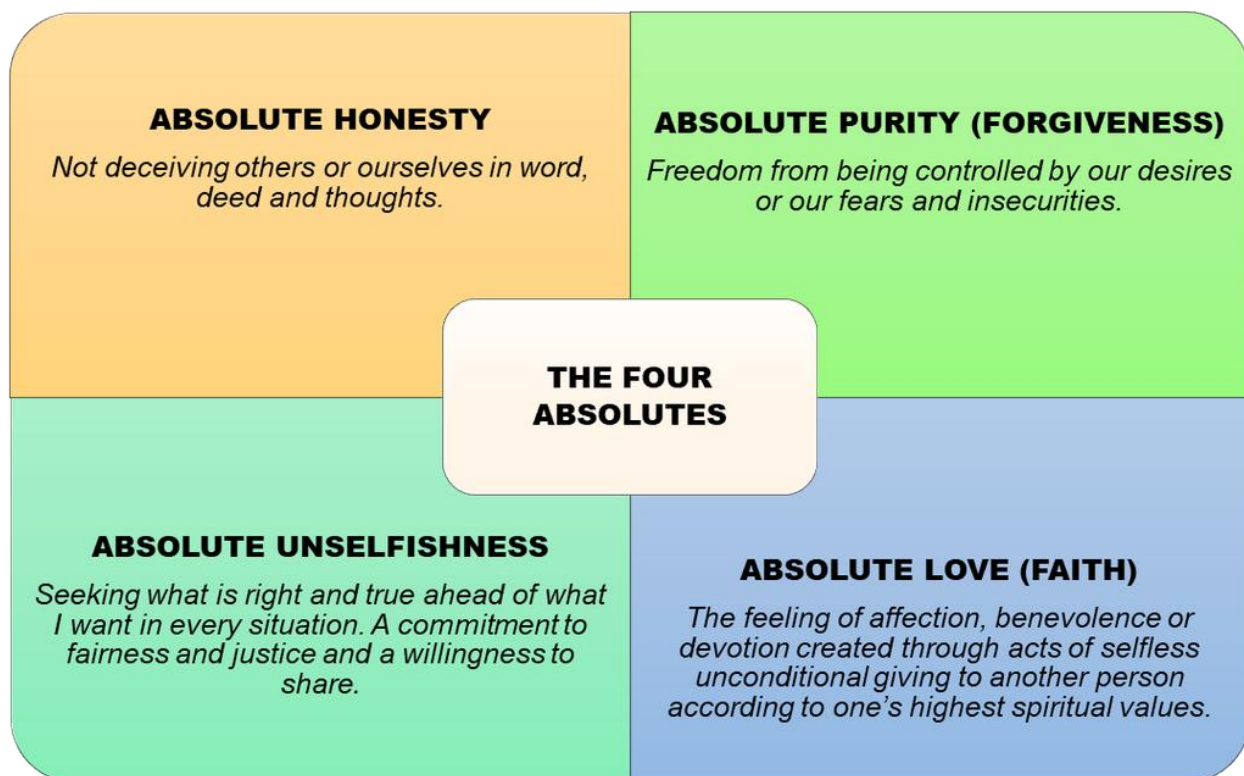 ABSOLUTE HONESTY
Not deceiving others or ourselves in word,
deed and thoughts.
ABSOLUTE PURITY (FORGIVENESS)
Freedom from being controlled by our desires
or our fears and insecurities.
THE FOUR
ABSOLUTES
ABSOLUTE UNSELFISHNESS
Seeking what is right and true ahead of what
I want in every situation. A commitment to
fairness and justice and a willingness to
share.
ABSOLUTE LOVE (FAITH)
The feeling of affection, benevolence or
devotion created through acts of selfless
unconditional giving to another person
according to one’s highest spiritual values.